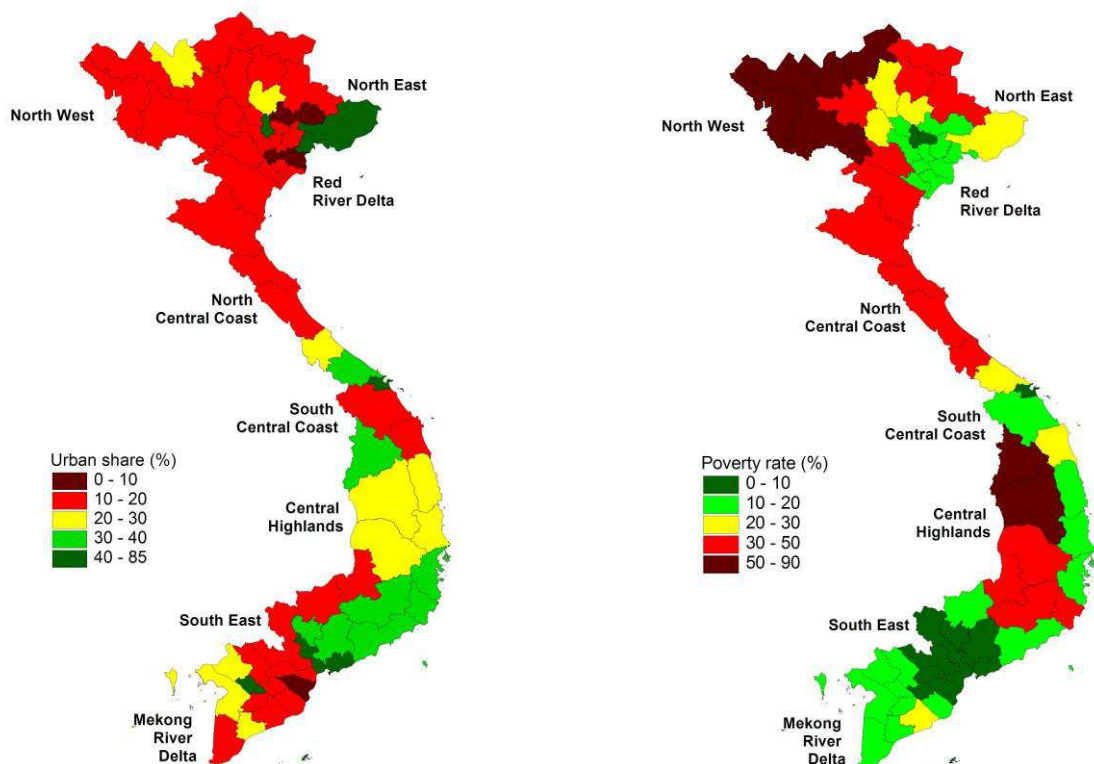 North East
North West
Red
River Delta
North
Central Coast
South
Central Coast
Urban share (%)
0 - 10
10 - 20
20 - 30
30 - 40
40 - 85
Central
Highlands
South East
Mekong
River
Delta
North East
North West
Red
River Delta
North
Central Coast
South
Central Coast
Poverty rate (%)
0 - 10
10 - 20
20 - 30
30 - 50
50 - 90
Central
Highlands
South East
Mekong
River
Delta